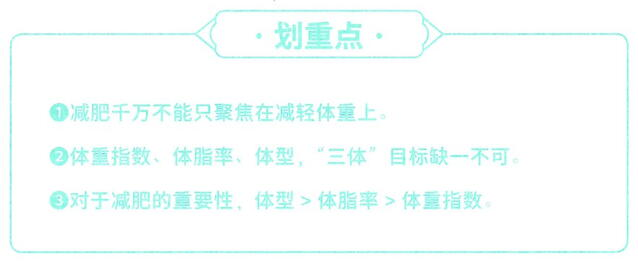 ·划重点·
❶减肥千万不能只聚焦在减轻体重上。
❷体重指数、体脂率、体型，“三体”目标缺一不可。
❸对于减肥的重要性，体型 > 体脂率 > 体重指数。